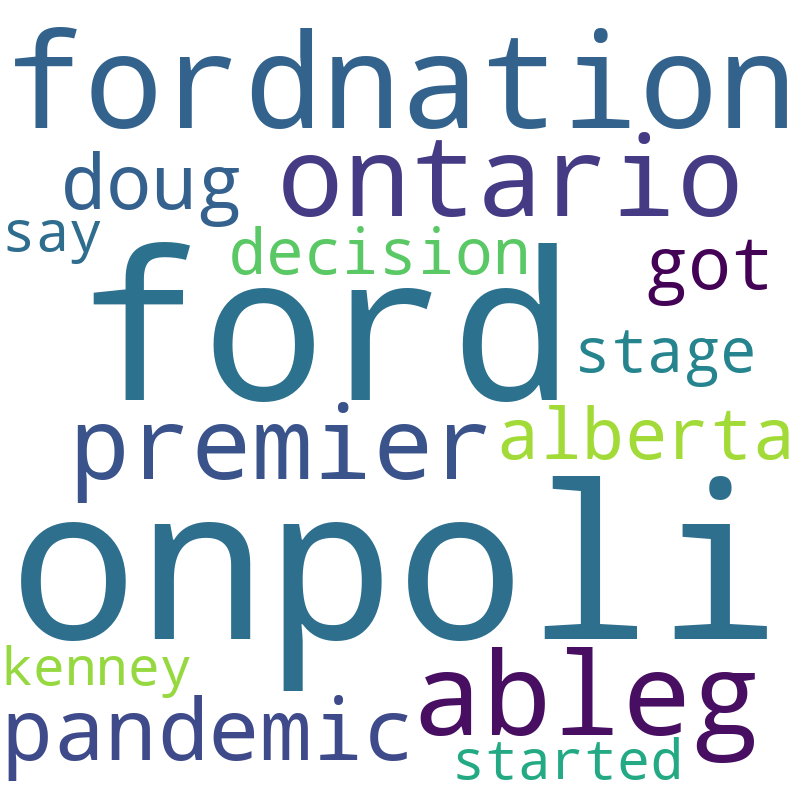 fordnation
doug ontario
say decision got
ford stage
premier alberta
onpoli
kenney ableg
pandemic started